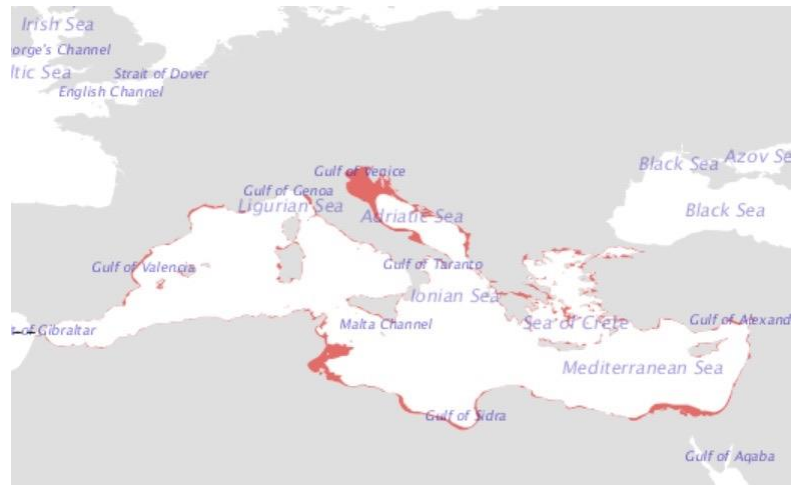 Irish Sea
orge's Channel
ltic Sea
Strait of Dover
English Channel
Gulf of Venice
Black Sea
Azov Se
Gulf of Genoa
Ligurian Sea
Adriatic Sea
Black Sea
Gulf of Valencia
Gulf of Taranto
Ionian Sea
of Gibraltar
Malta Channel
Sea of Crete
Gulf of Alexand
Mediterranean Sea
Gulf of Sidra
Gulf of Aqaba